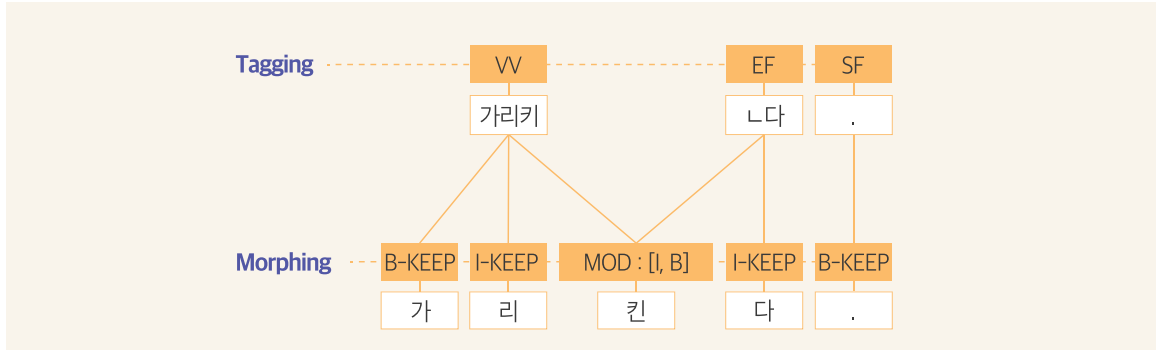 Tagging VV EF SF
가리키 ㄴ다 .
Morphing B-KEEP I-KEEP MOD : [I, B] I-KEEP B-KEEP
가 리 킨 다 .